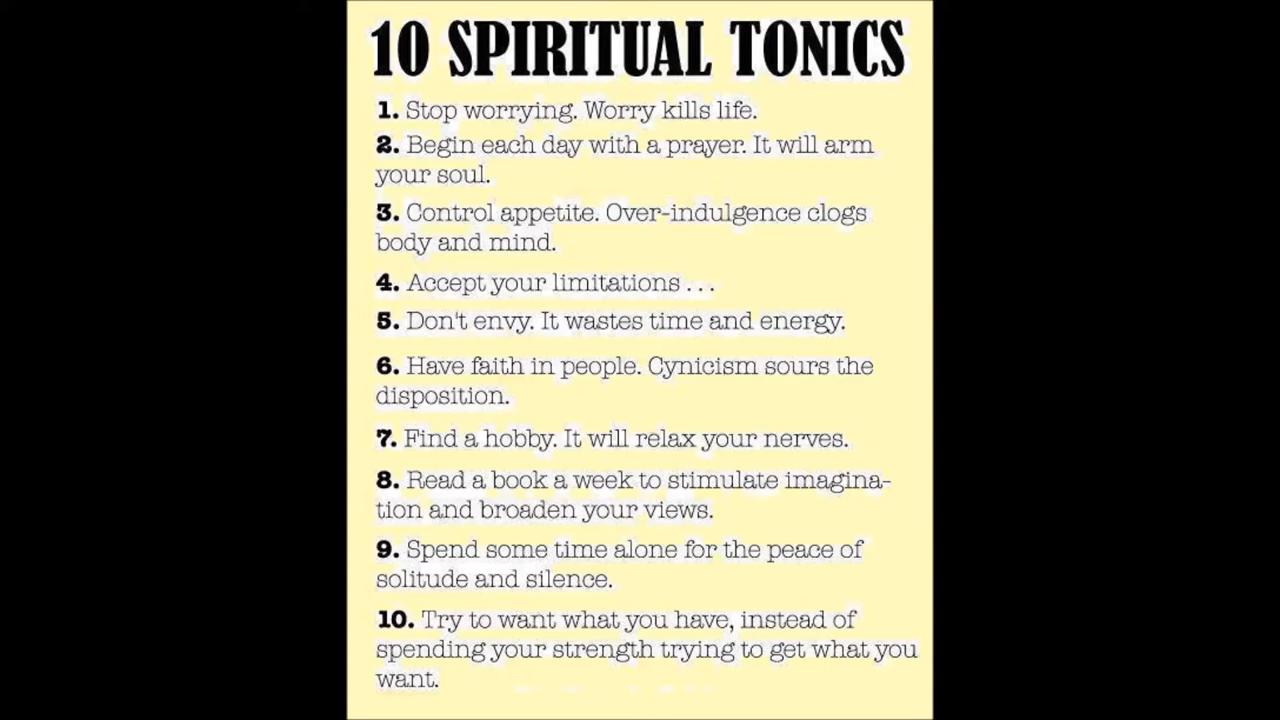 10 SPIRITUAL TONICS
1. Stop worrying. Worry kills life.
2. Begin each day with a prayer. It will arm
your soul.
3. Control appetite. Over-indulgence clogs
body and mind.
4. Accept your limitations . . .
5. Don't envy. It wastes time and energy.
6. Have faith in people. Cynicism sours the
disposition.
7. Find a hobby. It will relax your nerves.
8. Read a book a week to stimulate imagina-
tion and broaden your views.
9. Spend some time alone for the peace of
solitude and silence.
10. Try to want what you have, instead of
spending your strength trying to get what you
want.